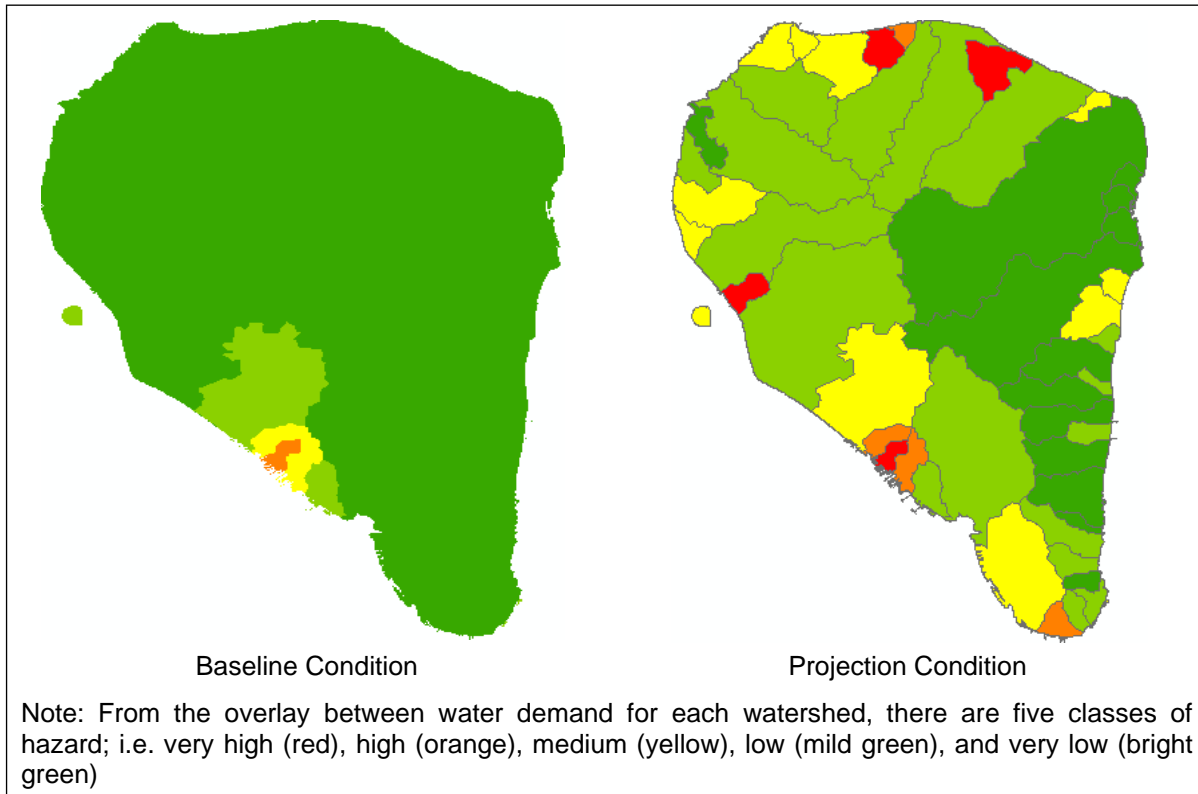 Baseline Condition
Projection Condition
Note: From the overlay between water demand for each watershed, there are five classes of
hazard; i.e. very high (red), high (orange), medium (yellow), low (mild green), and very low (bright
green)